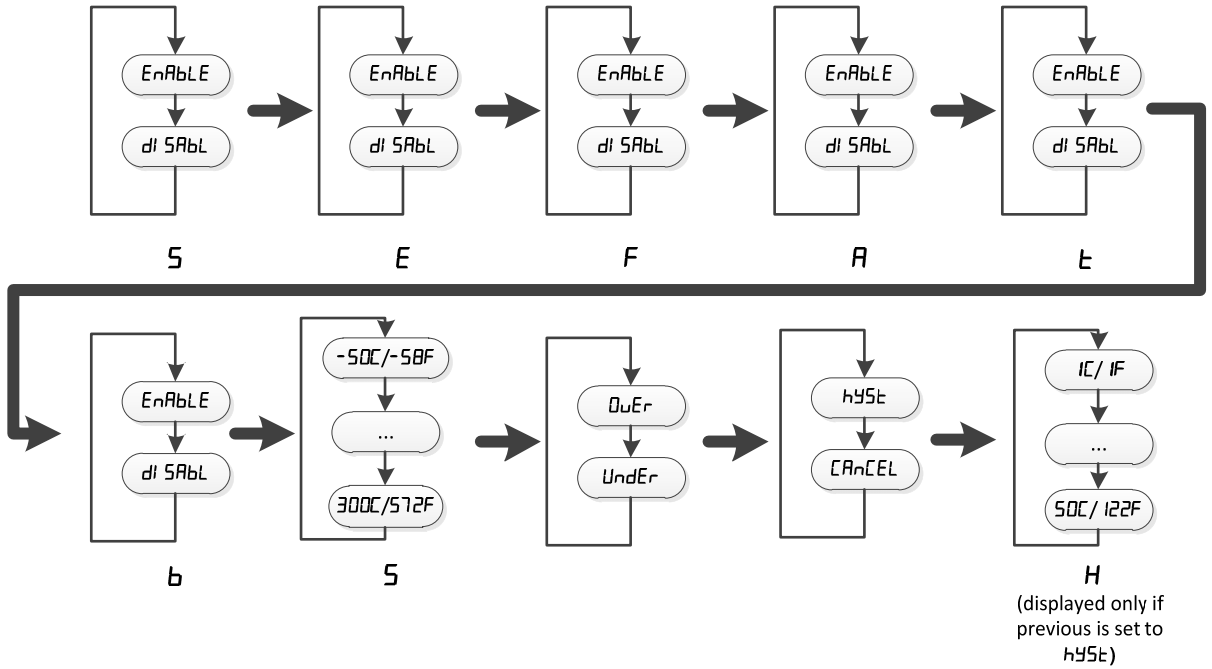 EnAbLE
dI SAbL
S
EnAbLE
dI SAbL
E
EnAbLE
dI SAbL
F
EnAbLE
dI SAbL
A
EnAbLE
dI SAbL
t
EnAbLE
dI SAbL
b
-50C/-58F
...
300C/572F
S
OuEr
UndEr
hYSt
CAnCEL
1C/1F
...
50C/122F
H
(displayed only if
previous is set to
hYSt)